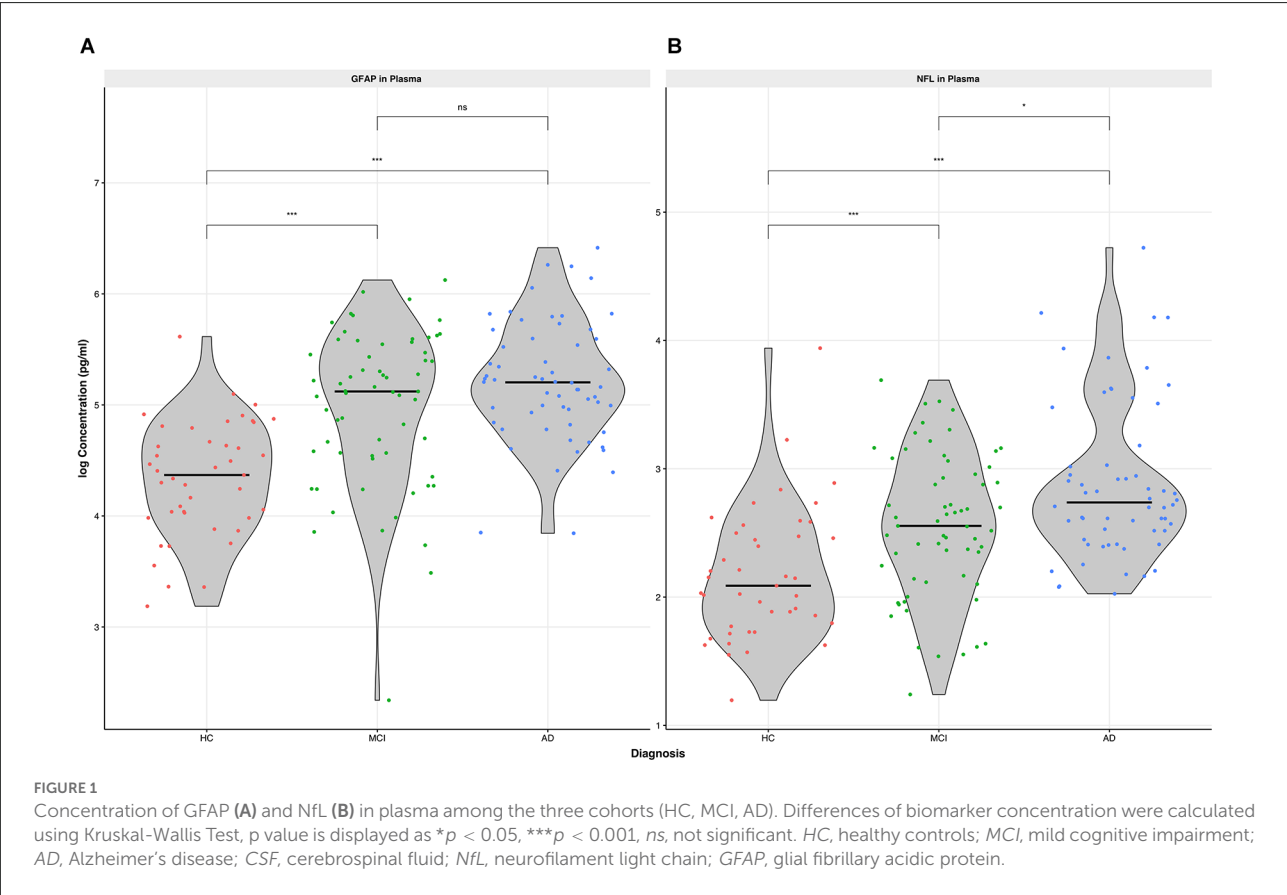 A
B
GFAP in Plasma
NFL in Plasma
ns
***
***
*
***
***
7
6
5
4
3
5
4
3
2
1
log Concentration (pg/ml)
HC
MCI
AD
HC
MCI
AD
Diagnosis
FIGURE 1
Concentration of GFAP (A) and NfL (B) in plasma among the three cohorts (HC, MCI, AD). Differences of biomarker concentration were calculated
using Kruskal-Wallis Test, p value is displayed as *p < 0.05, ***p < 0.001, ns, not significant. HC, healthy controls; MCI, mild cognitive impairment;
AD, Alzheimer's disease; CSF, cerebrospinal fluid; NfL, neurofilament light chain; GFAP, glial fibrillary acidic protein.